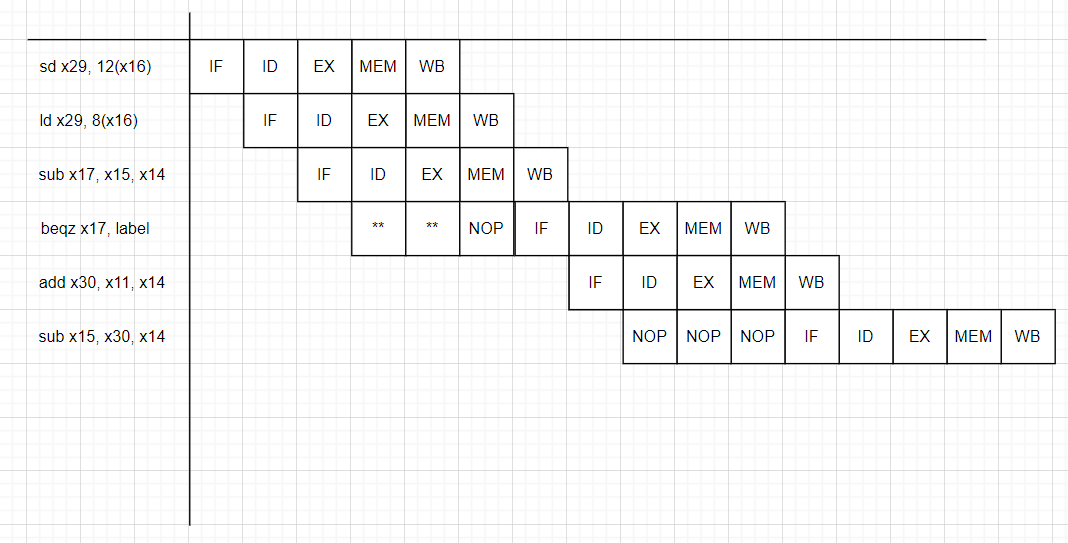 sd x29, 12(x16) IF ID EX MEM WB
ld x29, 8(x16) IF ID EX MEM WB
sub x17, x15, x14 IF ID EX MEM WB
beqz x17, label ** ** NOP IF ID EX MEM WB
add x30, x11, x14 IF ID EX MEM WB
sub x15, x30, x14 NOP NOP NOP IF ID EX MEM WB